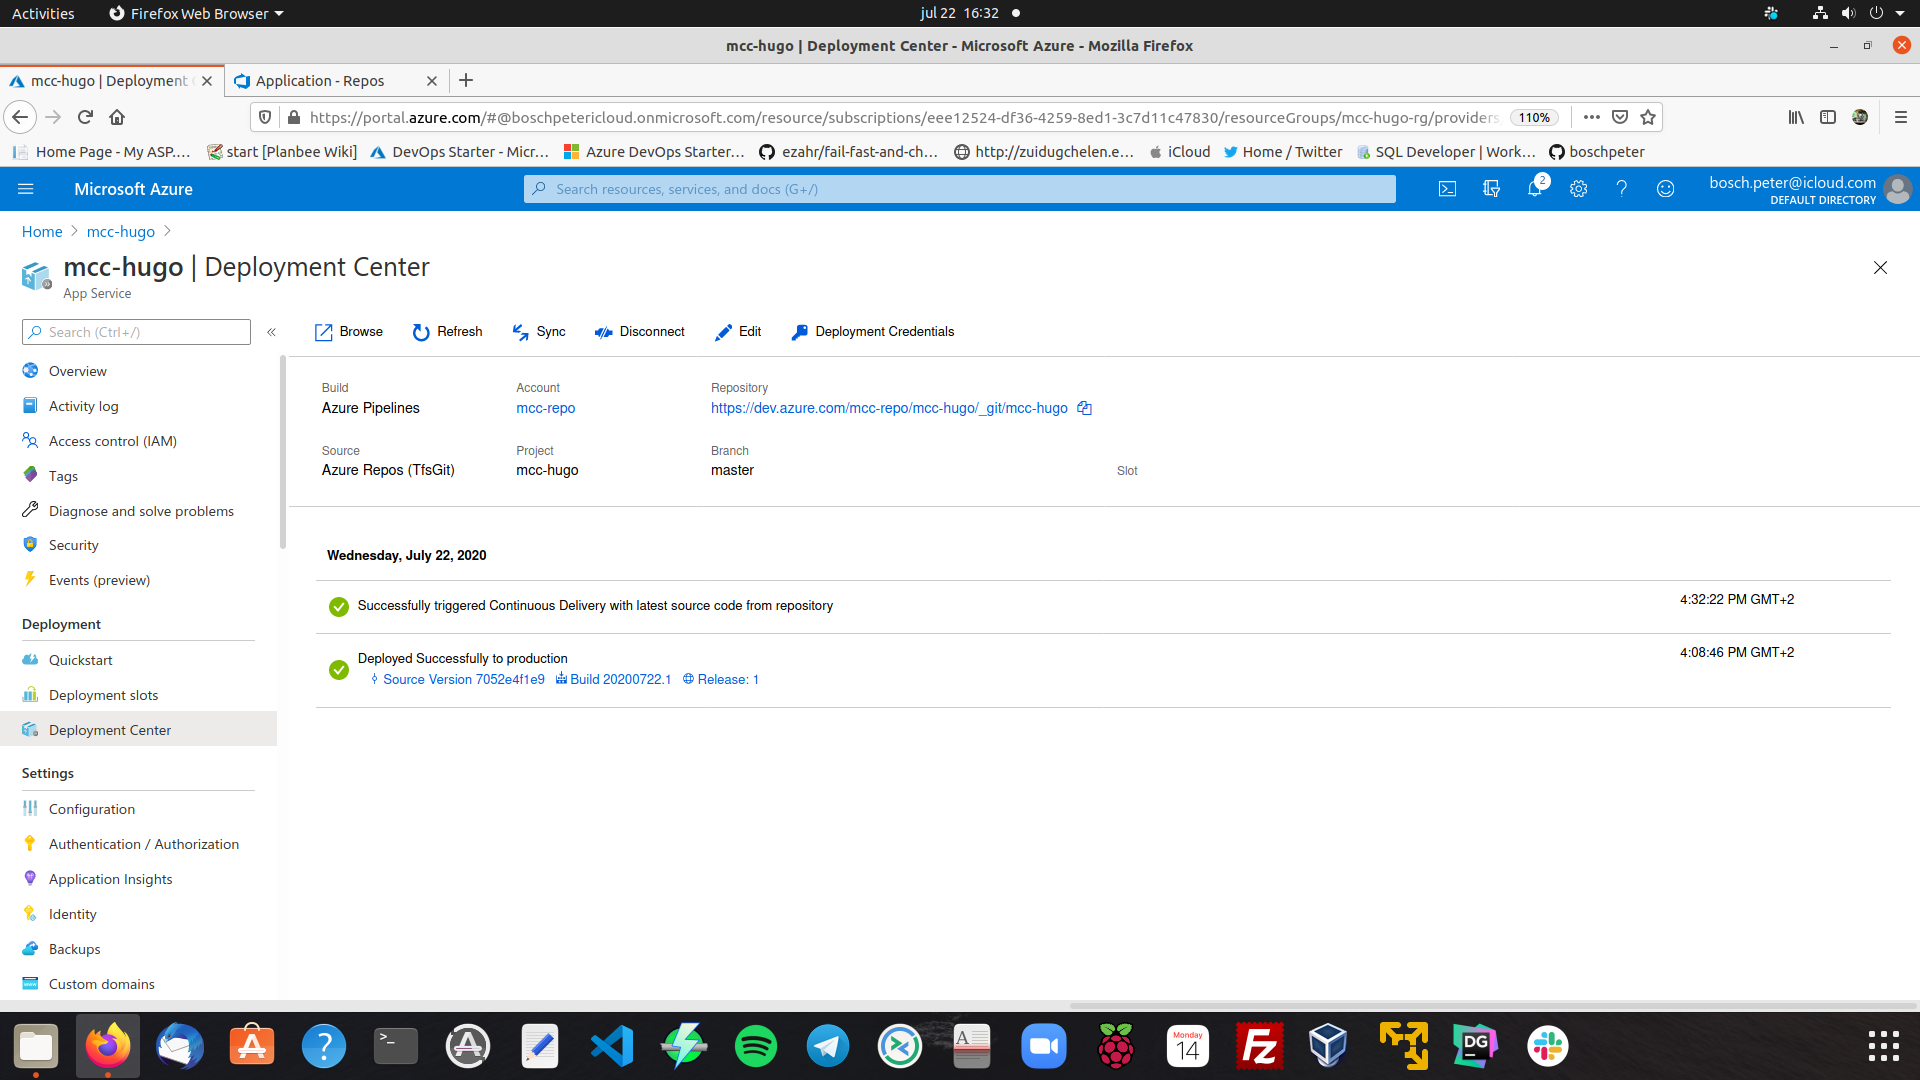 Activities
Firefox Web Browser
jul 22 16:32
mcc-hugo | Deployment Center - Microsoft Azure - Mozilla Firefox
mcc-hugo | Deployment
Application - Repos
https://portal.azure.com/#@boschpetericloud.onmicrosoft.com/resource/subscriptions/eee12524-df36-4259-8ed1-3c7d11c47830/resourceGroups/mcc-hugo-rg/providers
110%
Home Page - My ASP....
start [Planbee Wiki]
DevOps Starter - Micr...
Azure DevOps Starter...
ezahr/fail-fast-and-ch...
http://zuidugchelen.e...
iCloud
Home / Twitter
SQL Developer | Work...
boschpeter
Microsoft Azure
Search resources, services, and docs (G+/)
2
bosch.peter@icloud.com
DEFAULT DIRECTORY
Home
mcc-hugo
mcc-hugo | Deployment Center
App Service
Search (Ctrl+/)
Browse
Refresh
Sync
Disconnect
Edit
Deployment Credentials
Overview
Activity log
Access control (IAM)
Tags
Diagnose and solve problems
Security
Events (preview)
Deployment
Quickstart
Deployment slots
Deployment Center
Settings
Configuration
Authentication / Authorization
Application Insights
Identity
Backups
Custom domains
Build
Azure Pipelines
Account
mcc-repo
Repository
https://dev.azure.com/mcc-repo/mcc-hugo/_git/mcc-hugo
Source
Azure Repos (TfsGit)
Project
mcc-hugo
Branch
master
Slot
Wednesday, July 22, 2020
Successfully triggered Continuous Delivery with latest source code from repository
4:32:22 PM GMT+2
Deployed Successfully to production
4:08:46 PM GMT+2
Source Version 7052e4f1e9
Build 20200722.1
Release: 1
Monday
14
Fz
DG